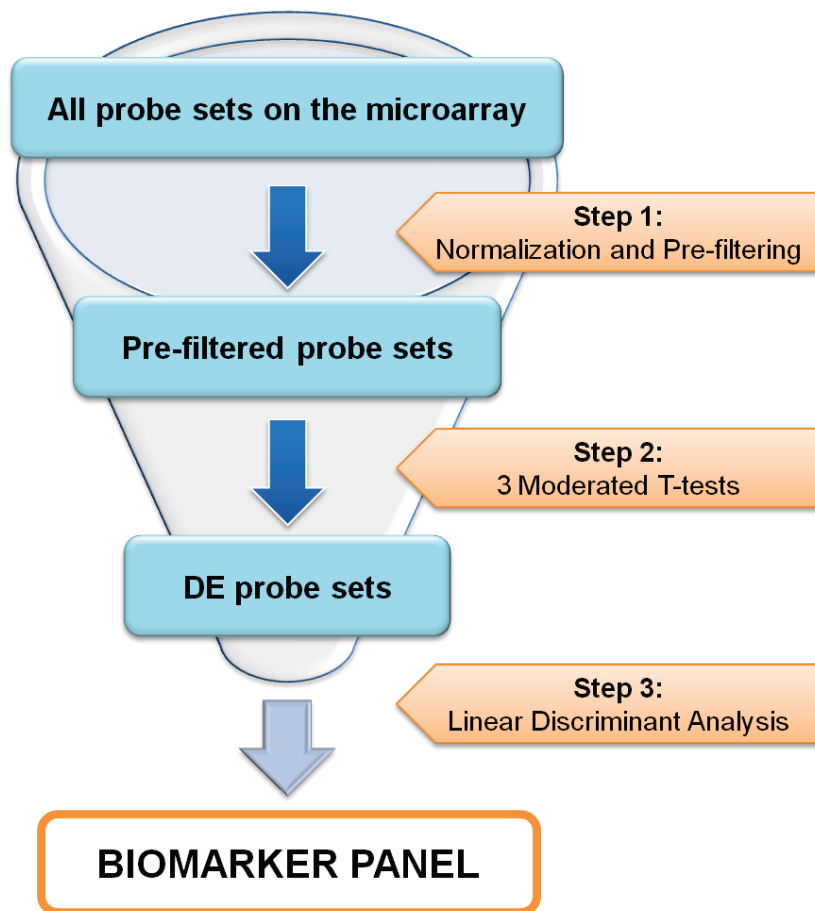 All probe sets on the microarray
Step 1:
Normalization and Pre-filtering
Pre-filtered probe sets
Step 2:
3 Moderated T-tests
DE probe sets
Step 3:
Linear Discriminant Analysis
BIOMARKER PANEL